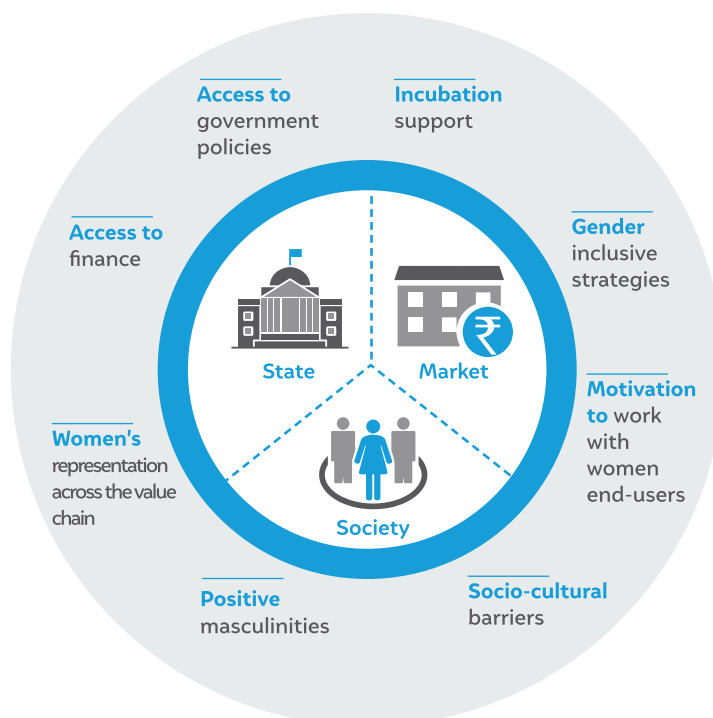 Access to
government
policies
Incubation
support
Access to
finance
Gender
inclusive
strategies
State
₹
Market
Motivation
to work
with
women
end-users
Women's
representation
across the value
chain
Society
Positive
masculinities
Socio-cultural
barriers